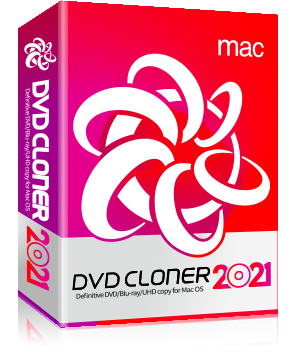 mac
DVD CLONER 2021
Definitive DVD/Blu-ray/UHD copy for Mac OS
DVD CLONER 2021
Definitive DVD/Blu-ray/UHD copy for Mac OS